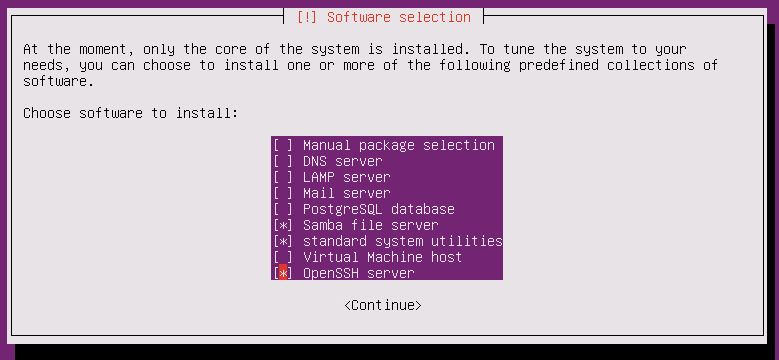 [!] Software selection
At the moment, only the core of the system is installed. To tune the system to your
needs, you can choose to install one or more of the following predefined collections of
software.
Choose software to install:
[ ] Manual package selection
[ ] DNS server
[ ] LAMP server
[ ] Mail server
[ ] PostgreSQL database
[*] Samba file server
[*] standard system utilities
[ ] Virtual Machine host
[*] OpenSSH server
<Continue>